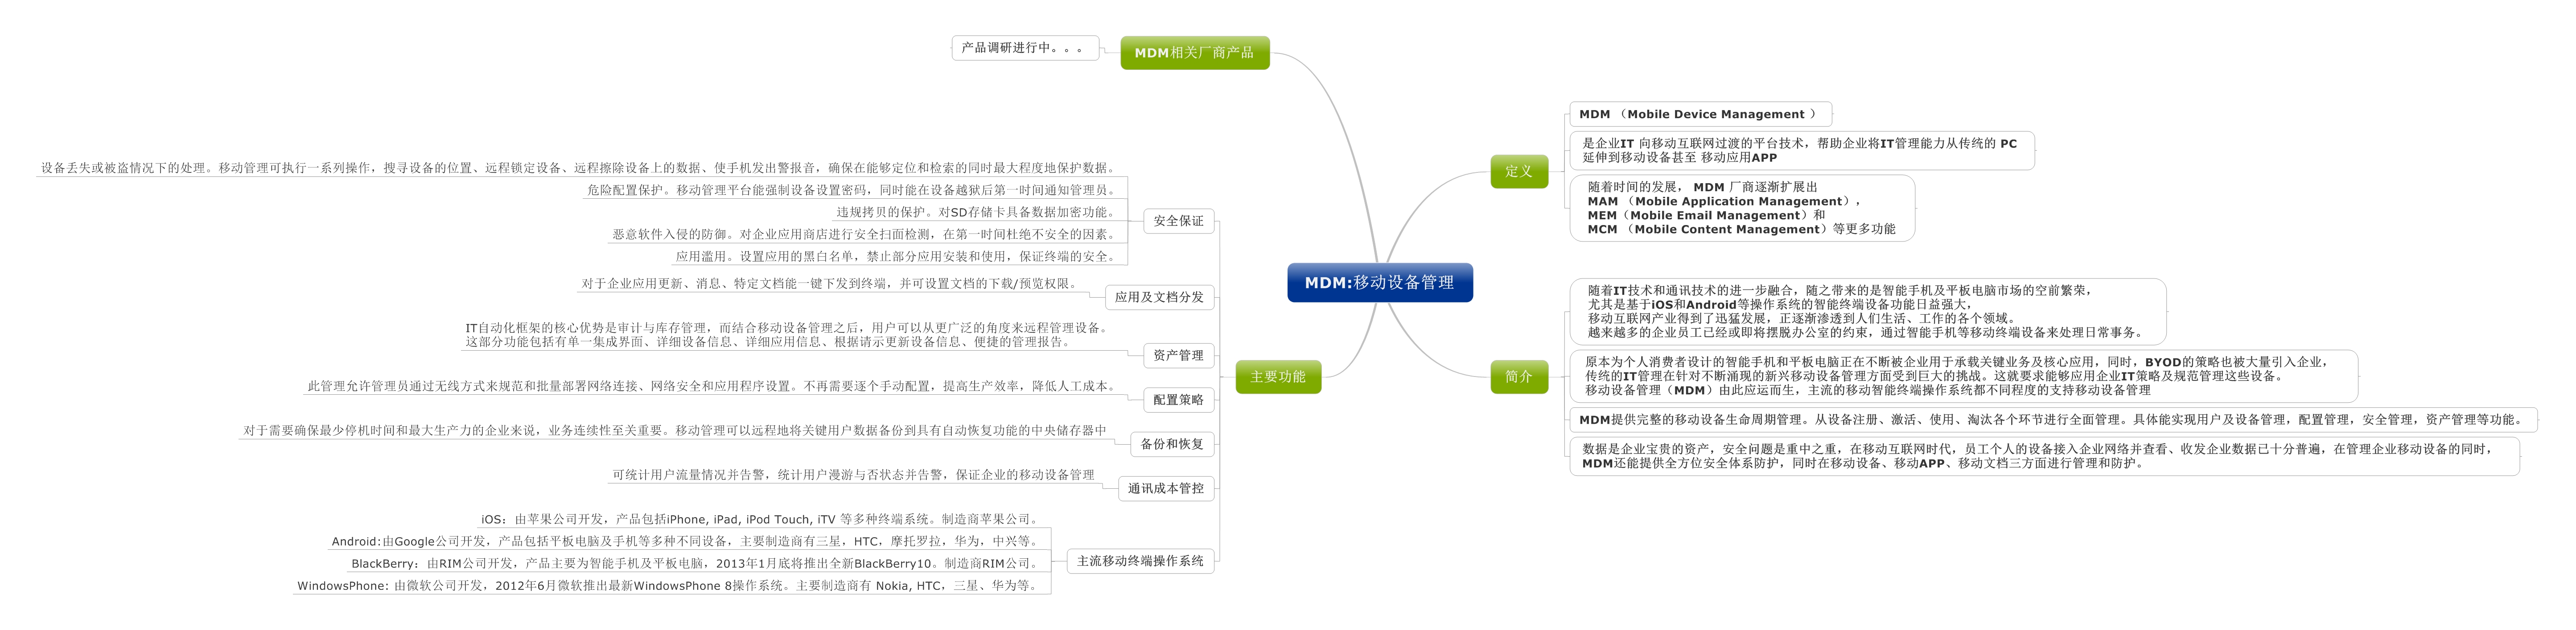 MDM:移动设备管理
定义
MDM （Mobile Device Management ）
是企业IT 向移动互联网过渡的平台技术，帮助企业将IT管理能力从传统的 PC
延伸到移动设备甚至 移动应用APP
随着时间的发展， MDM 厂商逐渐扩展出
MAM （Mobile Application Management），
MEM（Mobile Email Management）和
MCM （Mobile Content Management）等更多功能
简介
随着IT技术和通讯技术的进一步融合，随之带来的是智能手机及平板电脑市场的空前繁荣，
尤其是基于iOS和Android等操作系统的智能终端设备功能日益强大，
移动互联网产业得到了迅猛发展，正逐渐渗透到人们生活、工作的各个领域。
越来越多的企业员工已经或即将摆脱办公室的约束，通过智能手机等移动终端设备来处理日常事务。
原本为个人消费者设计的智能手机和平板电脑正在不断被企业用于承载关键业务及核心应用，同时，BYOD的策略也被大量引入企业，
传统的IT管理在针对不断涌现的新兴移动设备管理方面受到巨大的挑战。这就要求能够应用企业IT策略及规范管理这些设备。
移动设备管理（MDM）由此应运而生，主流的移动智能终端操作系统都不同程度的支持移动设备管理
MDM提供完整的移动设备生命周期管理。从设备注册、激活、使用、淘汰各个环节进行全面管理。具体能实现用户及设备管理，配置管理，安全管理，资产管理等功能。
数据是企业宝贵的资产，安全问题是重中之重，在移动互联网时代，员工个人的设备接入企业网络并查看、收发企业数据已十分普遍，在管理企业移动设备的同时，
MDM还能提供全方位安全体系防护，同时在移动设备、移动APP、移动文档三方面进行管理和防护。
MDM相关厂商产品
产品调研进行中。。。
主要功能
安全保证
设备丢失或被盗情况下的处理。移动管理可执行一系列操作，搜寻设备的位置、远程锁定设备、远程擦除设备上的数据、使手机发出警报音，确保在能够定位和检索的同时最大程度地保护数据。
危险配置保护。移动管理平台能强制设备设置密码，同时能在设备越狱后第一时间通知管理员。
违规拷贝的保护。对SD存储卡具备数据加密功能。
恶意软件入侵的防御。对企业应用商店进行安全扫面检测，在第一时间杜绝不安全的因素。
应用滥用。设置应用的黑白名单，禁止部分应用安装和使用，保证终端的安全。
应用及文档分发
对于企业应用更新、消息、特定文档能一键下发到终端，并可设置文档的下载/预览权限。
资产管理
IT自动化框架的核心优势是审计与库存管理，而结合移动设备管理之后，用户可以从更广泛的角度来远程管理设备。
这部分功能包括有单一集成界面、详细设备信息、详细应用信息、根据请示更新设备信息、便捷的管理报告。
配置策略
此管理允许管理员通过无线方式来规范和批量部署网络连接、网络安全和应用程序设置。不再需要逐个手动配置，提高生产效率，降低人工成本。
备份和恢复
对于需要确保最少停机时间和最大生产力的企业来说，业务连续性至关重要。移动管理可以远程地将关键用户数据备份到具有自动恢复功能的中央储存器中
通讯成本管控
可统计用户流量情况并告警，统计用户漫游与否状态并告警，保证企业的移动设备管理
主流移动终端操作系统
iOS：由苹果公司开发，产品包括iPhone, iPad, iPod Touch, iTV 等多种终端系统。制造商苹果公司。
Android:由Google公司开发，产品包括平板电脑及手机等多种不同设备，主要制造商有三星，HTC，摩托罗拉，华为，中兴等。
BlackBerry：由RIM公司开发，产品主要为智能手机及平板电脑，2013年1月底将推出全新BlackBerry10。制造商RIM公司。
WindowsPhone: 由微软公司开发，2012年6月微软推出最新WindowsPhone 8操作系统。主要制造商有 Nokia, HTC，三星、华为等。